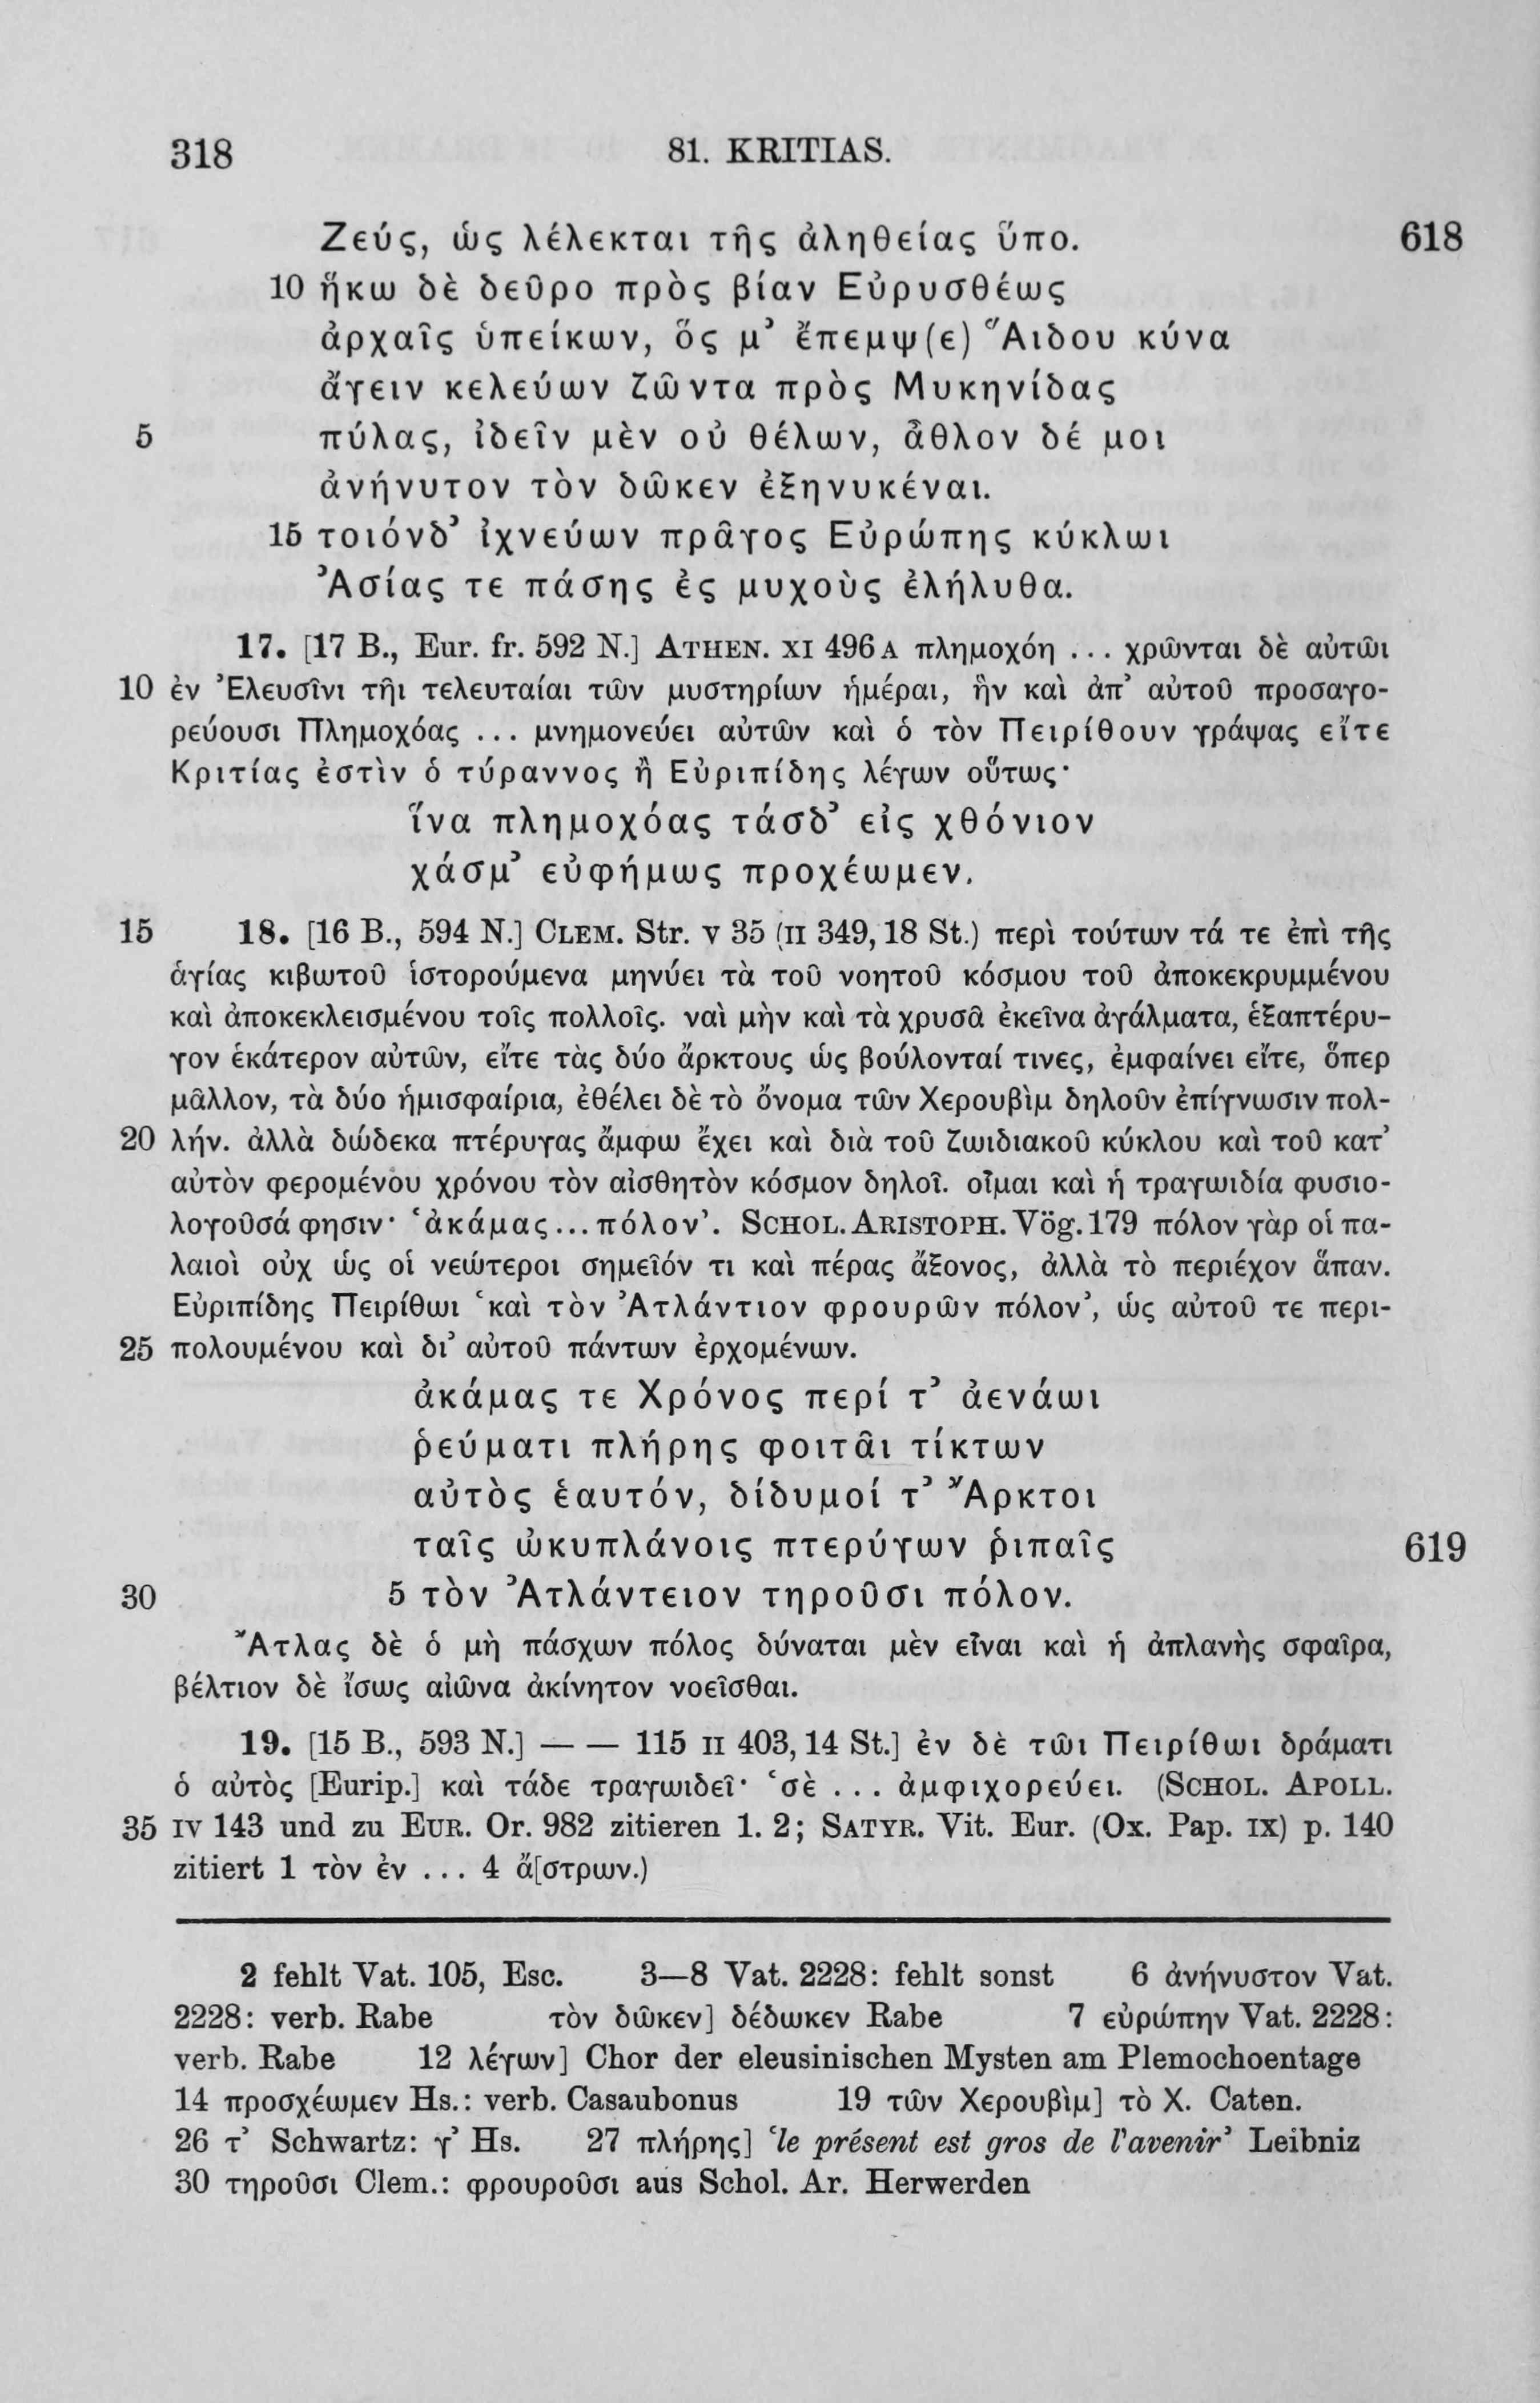 318 81. KRITIAS.
Ζεύς, ὡς λέλεκται τῆς ἀληθείας ὕπο. 618
10 ἥκω δὲ δεῦρο πρὸς βίαν Εὐρυσθέως
ἀρχαῖς ὑπείκων, ὅς μ’ ἔπεμψ(ε) Ἅιδου κύνα
ἄγειν κελεύων ζῶντα πρὸς Μυκηνίδας
5 πύλας, ἰδεῖν μὲν οὐ θέλων, ἆθλον δέ μοι
ἀνήνυτον τὸν δῶκεν ἐξηνυκέναι.
15 τοιόνδ’ ἰχνεύων πρᾶγος Εὐρώπης κύκλωι
Ἀσίας τε πάσης ἐς μυχοὺς ἐλήλυθα.
17. [17 B., Eur. fr. 592 N.] ATHEN. XI 496 A πλημοχόη ... χρῶνται δὲ αὐτῶι
10 ἐν Ἐλευσῖνι τῆι τελευταίαι τῶν μυστηρίων ἡμέραι, ἣν καὶ ἀπ’ αὐτοῦ προσαγο-
ρεύουσι Πλημοχόας ... μνημονεύει αὐτῶν καὶ ὁ τὸν Πειρίθουν γράψας εἴτε
Κριτίας ἐστὶν ὁ τύραννος ἢ Εὐριπίδης λέγων οὕτως·
ἵνα πλημοχόας τάσδ’ εἰς χθόνιον
χάσμ’ εὐφήμως προχέωμεν.
15 18. [16 B., 594 N.] CLEM. Str. V 35 (II 349, 18 St.) περὶ τούτων τά τε ἐπὶ τῆς
ἁγίας κιβωτοῦ ἱστορούμενα μηνύει τὰ τοῦ νοητοῦ κόσμου τοῦ ἀποκεκρυμμένου
καὶ ἀποκεκλεισμένου τοῖς πολλοῖς. ναὶ μὴν καὶ τὰ χρυσᾶ ἐκεῖνα ἀγάλματα, ἑξαπτέρυ-
γον ἑκάτερον αὐτῶν, εἴτε τὰς δύο ἄρκτους ὡς βούλονταί τινες, ἐμφαίνει εἴτε, ὅπερ
μᾶλλον, τὰ δύο ἡμισφαίρια, ἐθέλει δὲ τὸ ὄνομα τῶν Χερουβὶμ δηλοῦν ἐπίγνωσιν πολ-
20 λήν. ἀλλὰ δώδεκα πτέρυγας ἄμφω ἔχει καὶ διὰ τοῦ ζωιδιακοῦ κύκλου καὶ τοῦ κατ’
αὐτὸν φερομένου χρόνου τὸν αἰσθητὸν κόσμον δηλοῖ. οἶμαι καὶ ἡ τραγωιδία φυσιο-
λογοῦσά φησιν· ‘ἀκάμας...πόλον’. SCHOL. ARISTOPH. Vög. 179 πόλον γὰρ οἱ πα-
λαιοὶ οὐχ ὡς οἱ νεώτεροι σημεῖόν τι καὶ πέρας ἄξονος, ἀλλὰ τὸ περιέχον ἅπαν.
Εὐριπίδης Πειρίθωι ‘καὶ τὸν Ἀτλάντιον φρουρῶν πόλον’, ὡς αὐτοῦ τε περι-
25 πολουμένου καὶ δι’ αὐτοῦ πάντων ἐρχομένων.
ἀκάμας τε Χρόνος περί τ’ ἀενάωι
ῥεύματι πλήρης φοιτᾶι τίκτων
αὐτὸς ἑαυτόν, δίδυμοί τ’ Ἄρκτοι
ταῖς ὠκυπλάνοις πτερύγων ῥιπαῖς 619
30 5 τὸν Ἀτλάντειον τηροῦσι πόλον.
Ἄτλας δὲ ὁ μὴ πάσχων πόλος δύναται μὲν εἶναι καὶ ἡ ἀπλανὴς σφαῖρα,
βέλτιον δὲ ἴσως αἰῶνα ἀκίνητον νοεῖσθαι.
19. [15 B., 593 N.] — — 115 II 403, 14 St.] ἐν δὲ τῶι Πειρίθωι δράματι
ὁ αὐτὸς [Eurip.] καὶ τάδε τραγωιδεῖ· ‘σὲ ... ἀμφιχορεύει. (SCHOL. APOLL.
35 IV 143 und zu EUR. Or. 982 zitieren 1. 2; SATYR. Vit. Eur. (Ox. Pap. IX) p. 140
zitiert 1 τὸν ἐν ... 4 ἄ[στρων.)
2 fehlt Vat. 105, Esc. 3—8 Vat. 2228: fehlt sonst 6 ἀνήνυστον Vat.
2228: verb. Rabe τὸν δῶκεν] δέδωκεν Rabe 7 εὐρώπην Vat. 2228:
verb. Rabe 12 λέγων] Chor der eleusinischen Mysten am Plemochoentage
14 προσχέωμεν Hs.: verb. Casaubonus 19 τῶν Χερουβὶμ] τὸ Χ. Caten.
26 τ’ Schwartz: γ’ Hs. 27 πλήρης] ‘le présent est gros de l'avenir’ Leibniz
30 τηροῦσι Clem.: φρουροῦσι aus Schol. Ar. Herwerden